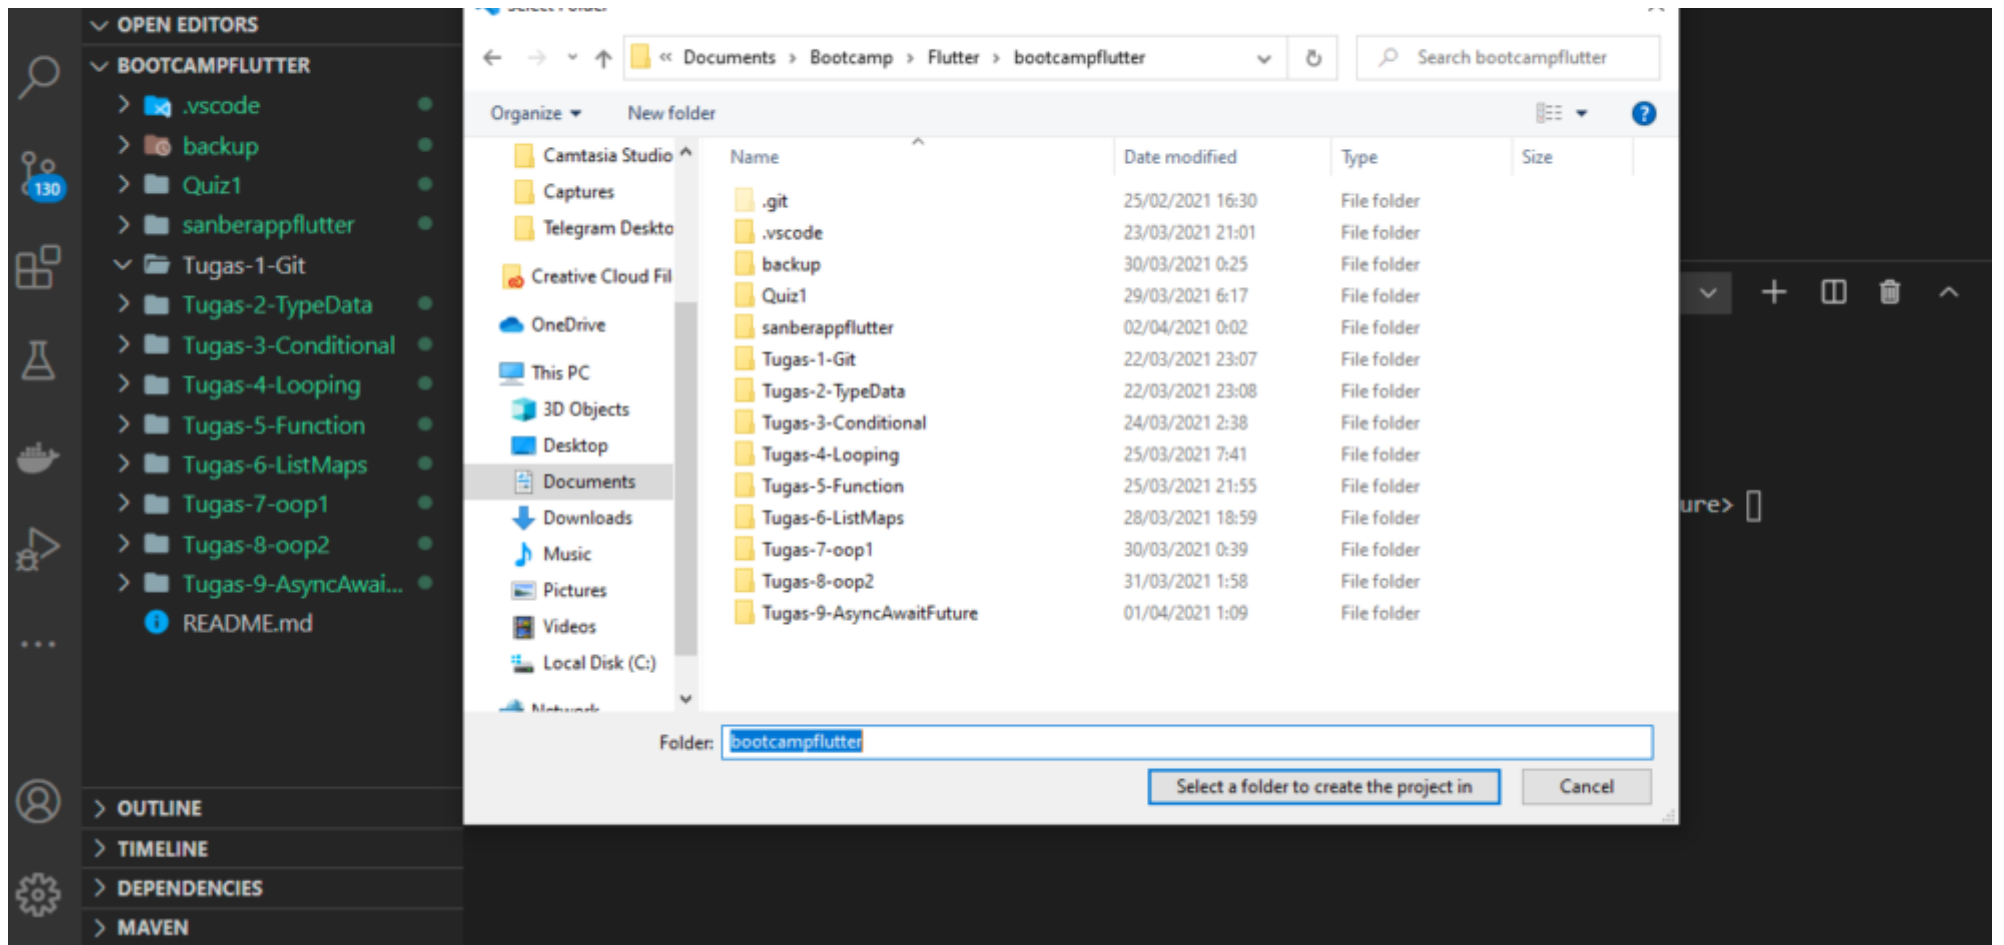 OPEN EDITORS
BOOTCAMPFLUTTER
.vscode
backup
Quiz1
sanberappflutter
Tugas-1-Git
Tugas-2-TypeData
Tugas-3-Conditional
Tugas-4-Looping
Tugas-5-Function
Tugas-6-ListMaps
Tugas-7-oop1
Tugas-8-oop2
Tugas-9-AsyncAwai...
README.md
130
OUTLINE
TIMELINE
DEPENDENCIES
MAVEN
Select Folder
« Documents > Bootcamp > Flutter > bootcampflutter
Search bootcampflutter
Organize New folder
?
Camtasia Studio
Captures
Telegram Deskto
Creative Cloud Fil
OneDrive
This PC
3D Objects
Desktop
Documents
Downloads
Music
Pictures
Videos
Local Disk (C:)
Network
Name Date modified Type Size
.git 25/02/2021 16:30 File folder
.vscode 23/03/2021 21:01 File folder
backup 30/03/2021 0:25 File folder
Quiz1 29/03/2021 6:17 File folder
sanberappflutter 02/04/2021 0:02 File folder
Tugas-1-Git 22/03/2021 23:07 File folder
Tugas-2-TypeData 22/03/2021 23:08 File folder
Tugas-3-Conditional 24/03/2021 2:38 File folder
Tugas-4-Looping 25/03/2021 7:41 File folder
Tugas-5-Function 25/03/2021 21:55 File folder
Tugas-6-ListMaps 28/03/2021 18:59 File folder
Tugas-7-oop1 30/03/2021 0:39 File folder
Tugas-8-oop2 31/03/2021 1:58 File folder
Tugas-9-AsyncAwaitFuture 01/04/2021 1:09 File folder
Folder: bootcampflutter
Select a folder to create the project in Cancel
ure>